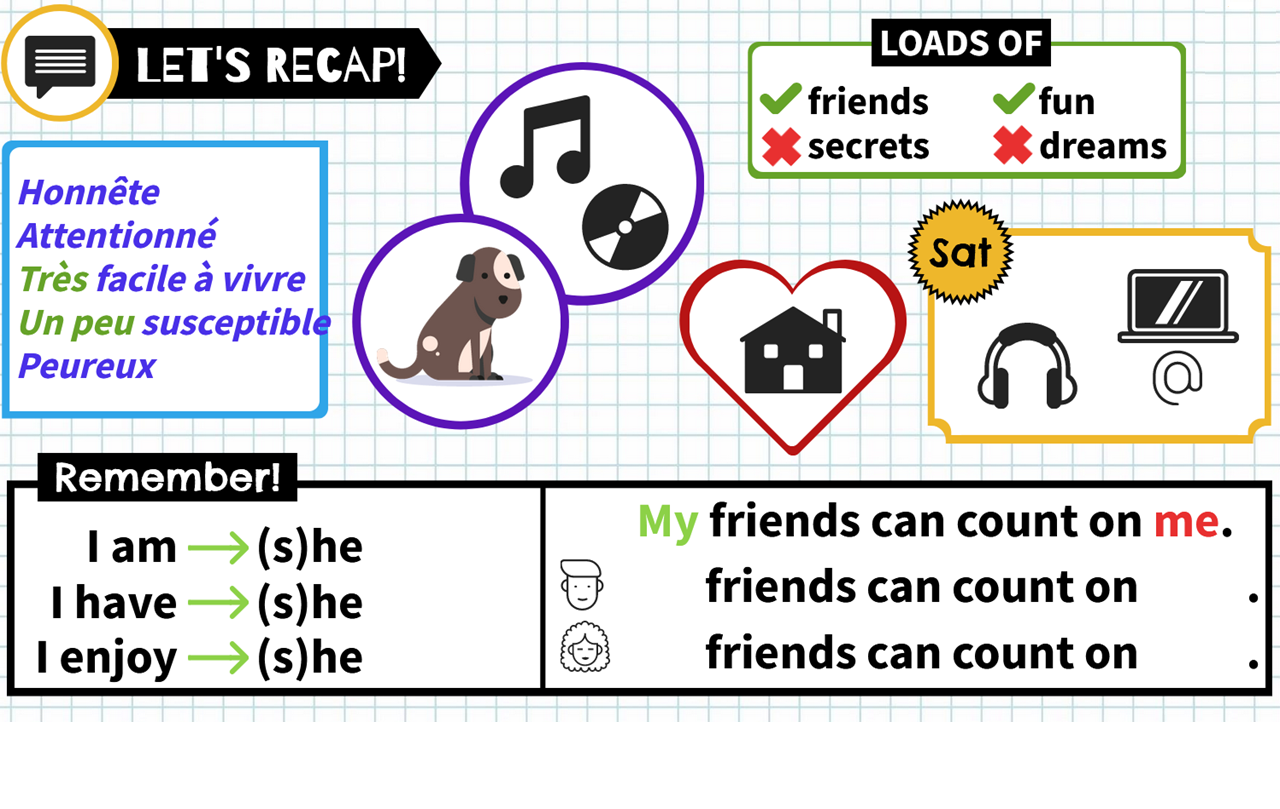 LET'S RECAP!
Honnête
Attentionné
Très facile à vivre
Un peu susceptible
Peureux
LOADS OF
friends fun
secrets dreams
Sat
@
Remember!
I am → (s)he
I have → (s)he
I enjoy → (s)he
My friends can count on me.
friends can count on .
friends can count on .